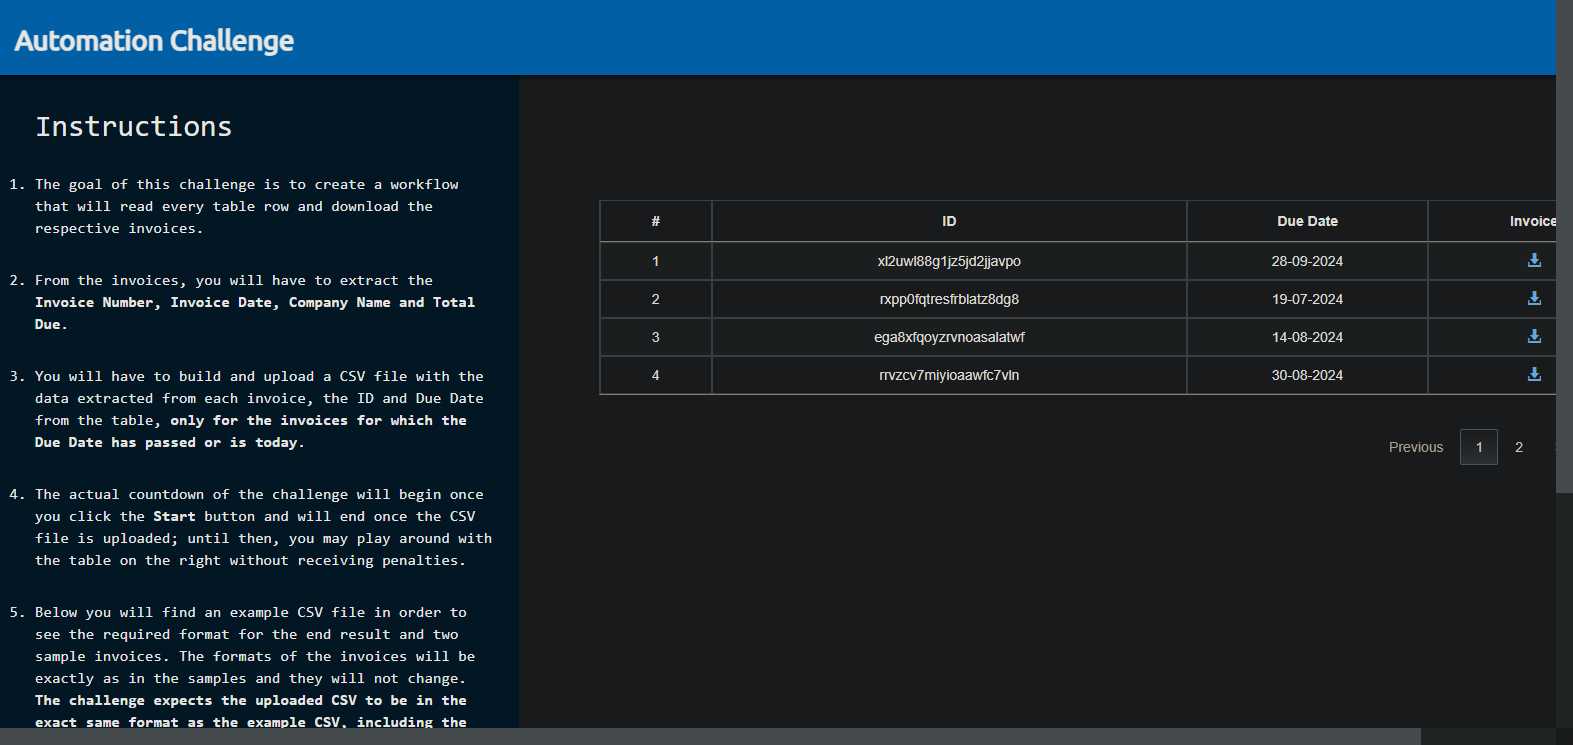 Automation Challenge
Instructions
1. The goal of this challenge is to create a workflow
that will read every table row and download the
respective invoices.
2. From the invoices, you will have to extract the
Invoice Number, Invoice Date, Company Name and Total
Due.
3. You will have to build and upload a CSV file with the
data extracted from each invoice, the ID and Due Date
from the table, only for the invoices for which the
Due Date has passed or is today.
4. The actual countdown of the challenge will begin once
you click the Start button and will end once the CSV
file is uploaded; until then, you may play around with
the table on the right without receiving penalties.
5. Below you will find an example CSV file in order to
see the required format for the end result and two
sample invoices. The formats of the invoices will be
exactly as in the samples and they will not change.
The challenge expects the uploaded CSV to be in the
exact same format as the example CSV, including the
# ID Due Date Invoice
1 xl2uwl88g1jz5jd2jjavpo 28-09-2024
2 rxpp0fqtresfrblatz8dg8 19-07-2024
3 ega8xfqoyzrvnoasalatwf 14-08-2024
4 rrvzcv7miyioaawfc7vln 30-08-2024
Previous 1 2